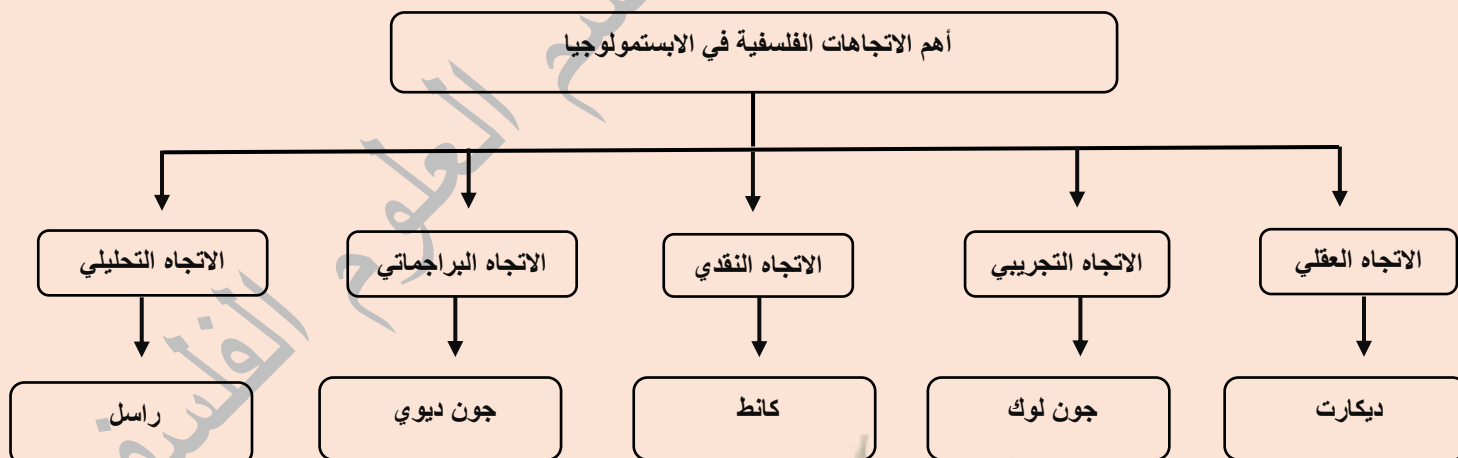 أهم الاتجاهات الفلسفية في الابستمولوجيا
الاتجاه العقلي
الاتجاه التجريبي
الاتجاه النقدي
الاتجاه البراجماتي
الاتجاه التحليلي
ديكارت
جون لوك
كانط
جون ديوي
راسل
العلوم